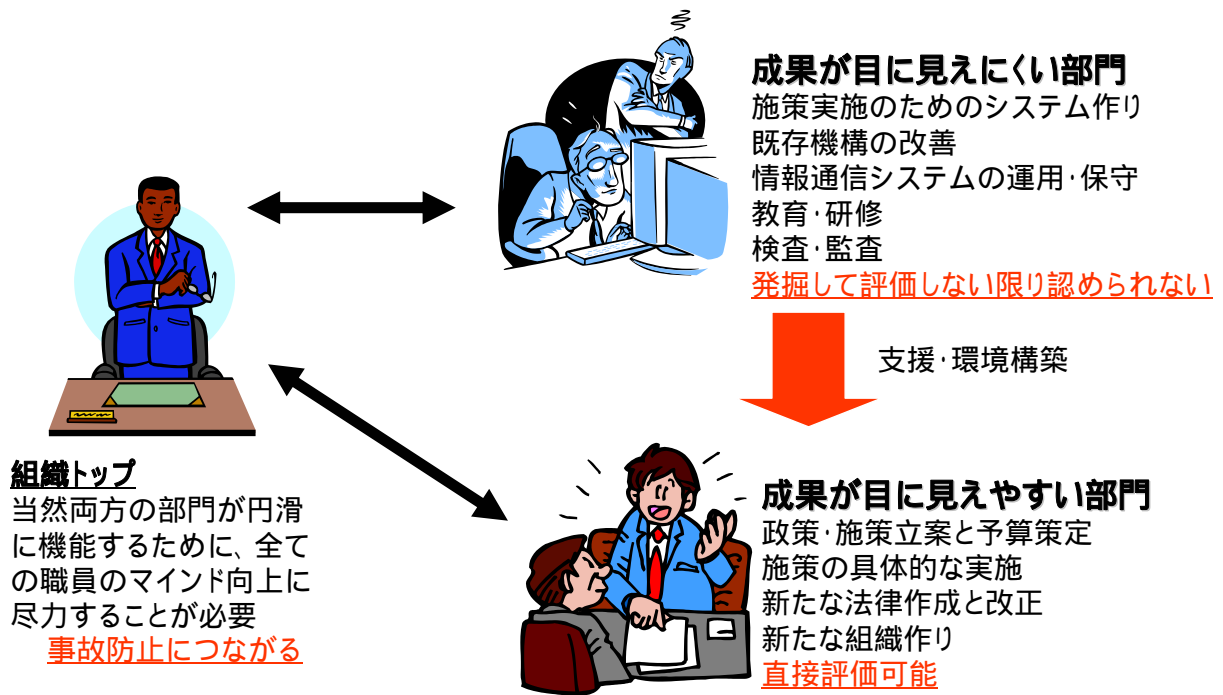 成果が目に見えにくい部門
施策実施のためのシステム作り
既存機構の改善
情報通信システムの運用・保守
教育・研修
検査・監査
発掘して評価しない限り認められない
支援・環境構築
組織トップ
当然両方の部門が円滑
に機能するために、全て
の職員のマインド向上に
尽力することが必要
事故防止につながる
成果が目に見えやすい部門
政策・施策立案と予算策定
施策の具体的な実施
新たな法律作成と改正
新たな組織作り
直接評価可能